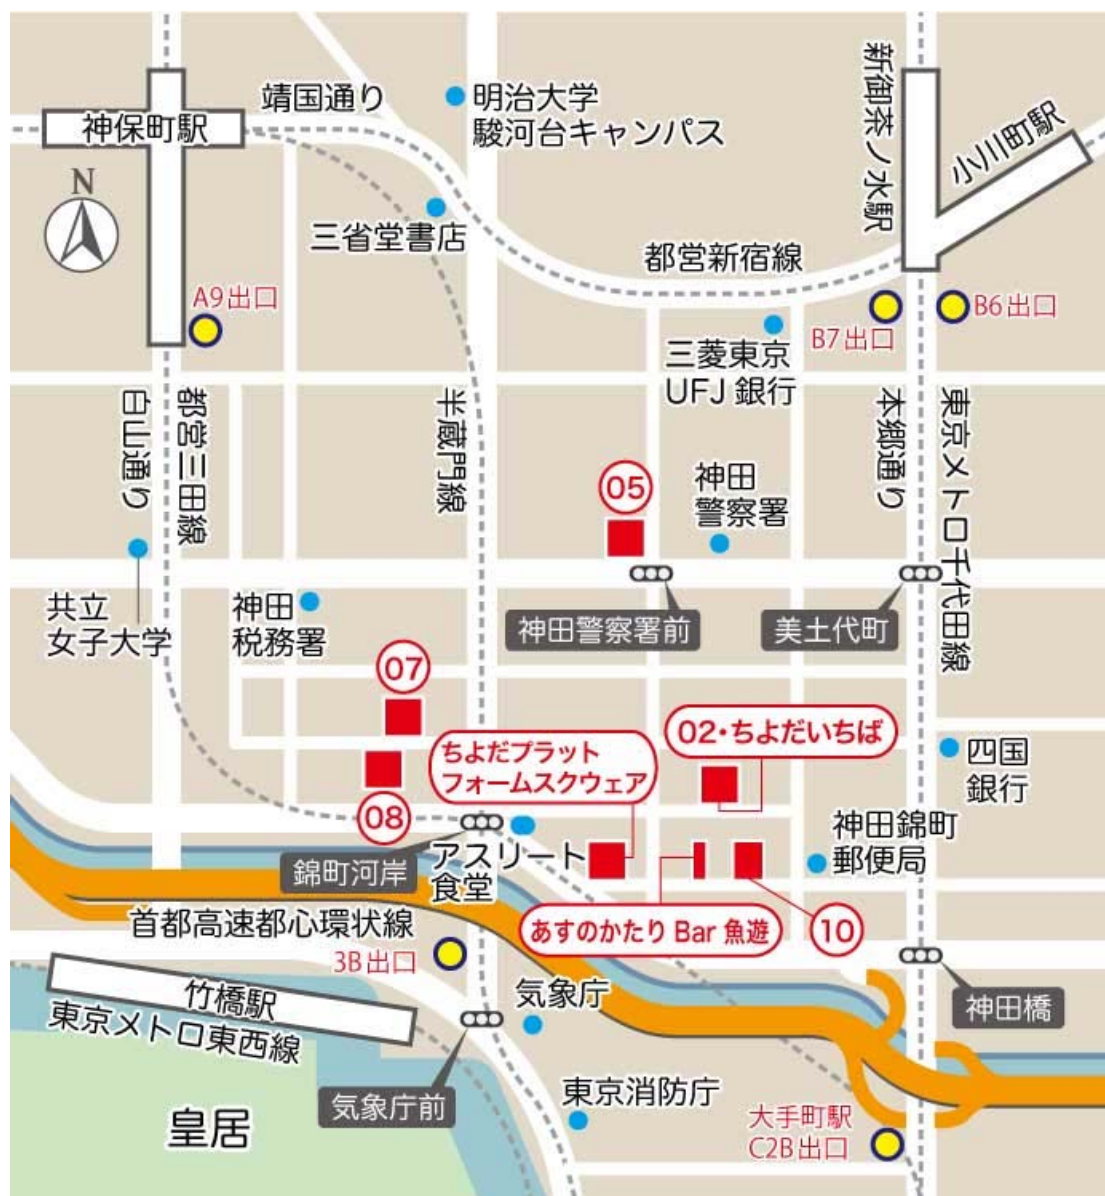 靖国通り
明治大学
駿河台キャンパス
神保町駅
新御茶ノ水駅
小川町駅
N
三省堂書店
都営新宿線
A9出口
B7出口
B6出口
三菱東京
UFJ 銀行
白山通り
都営三田線
半蔵門線
本郷通り
東京メトロ千代田線
05
神田
警察署
共立
女子大学
神田
税務署
神田警察署前
美土代町
07
02・ちよだいちば
ちよだプラット
フォームスクウェア
四国
銀行
08
神田錦町
郵便局
錦町河岸
アスリート
食堂
あすのかたり Bar 魚遊
10
首都高速都心環状線
3B出口
竹橋駅
東京メトロ東西線
気象庁
神田橋
気象庁前
東京消防庁
皇居
大手町駅
C2B出口